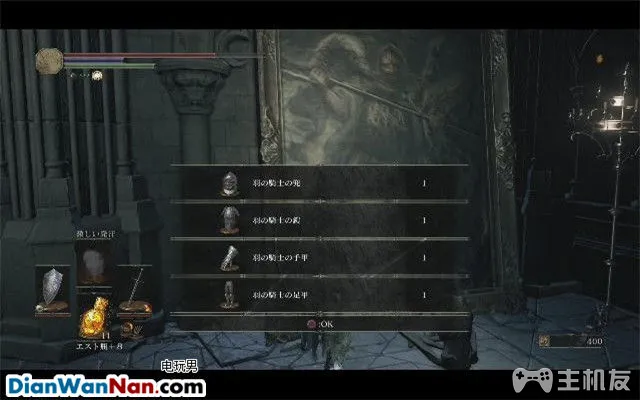 羽の騎士の兜 1
羽の騎士の鎧 1
羽の騎士の手甲 1
羽の騎士の足甲 1
:OK
激しい発汗
11
エスト瓶+8
400
电玩男
DianWanNan.com
主机友